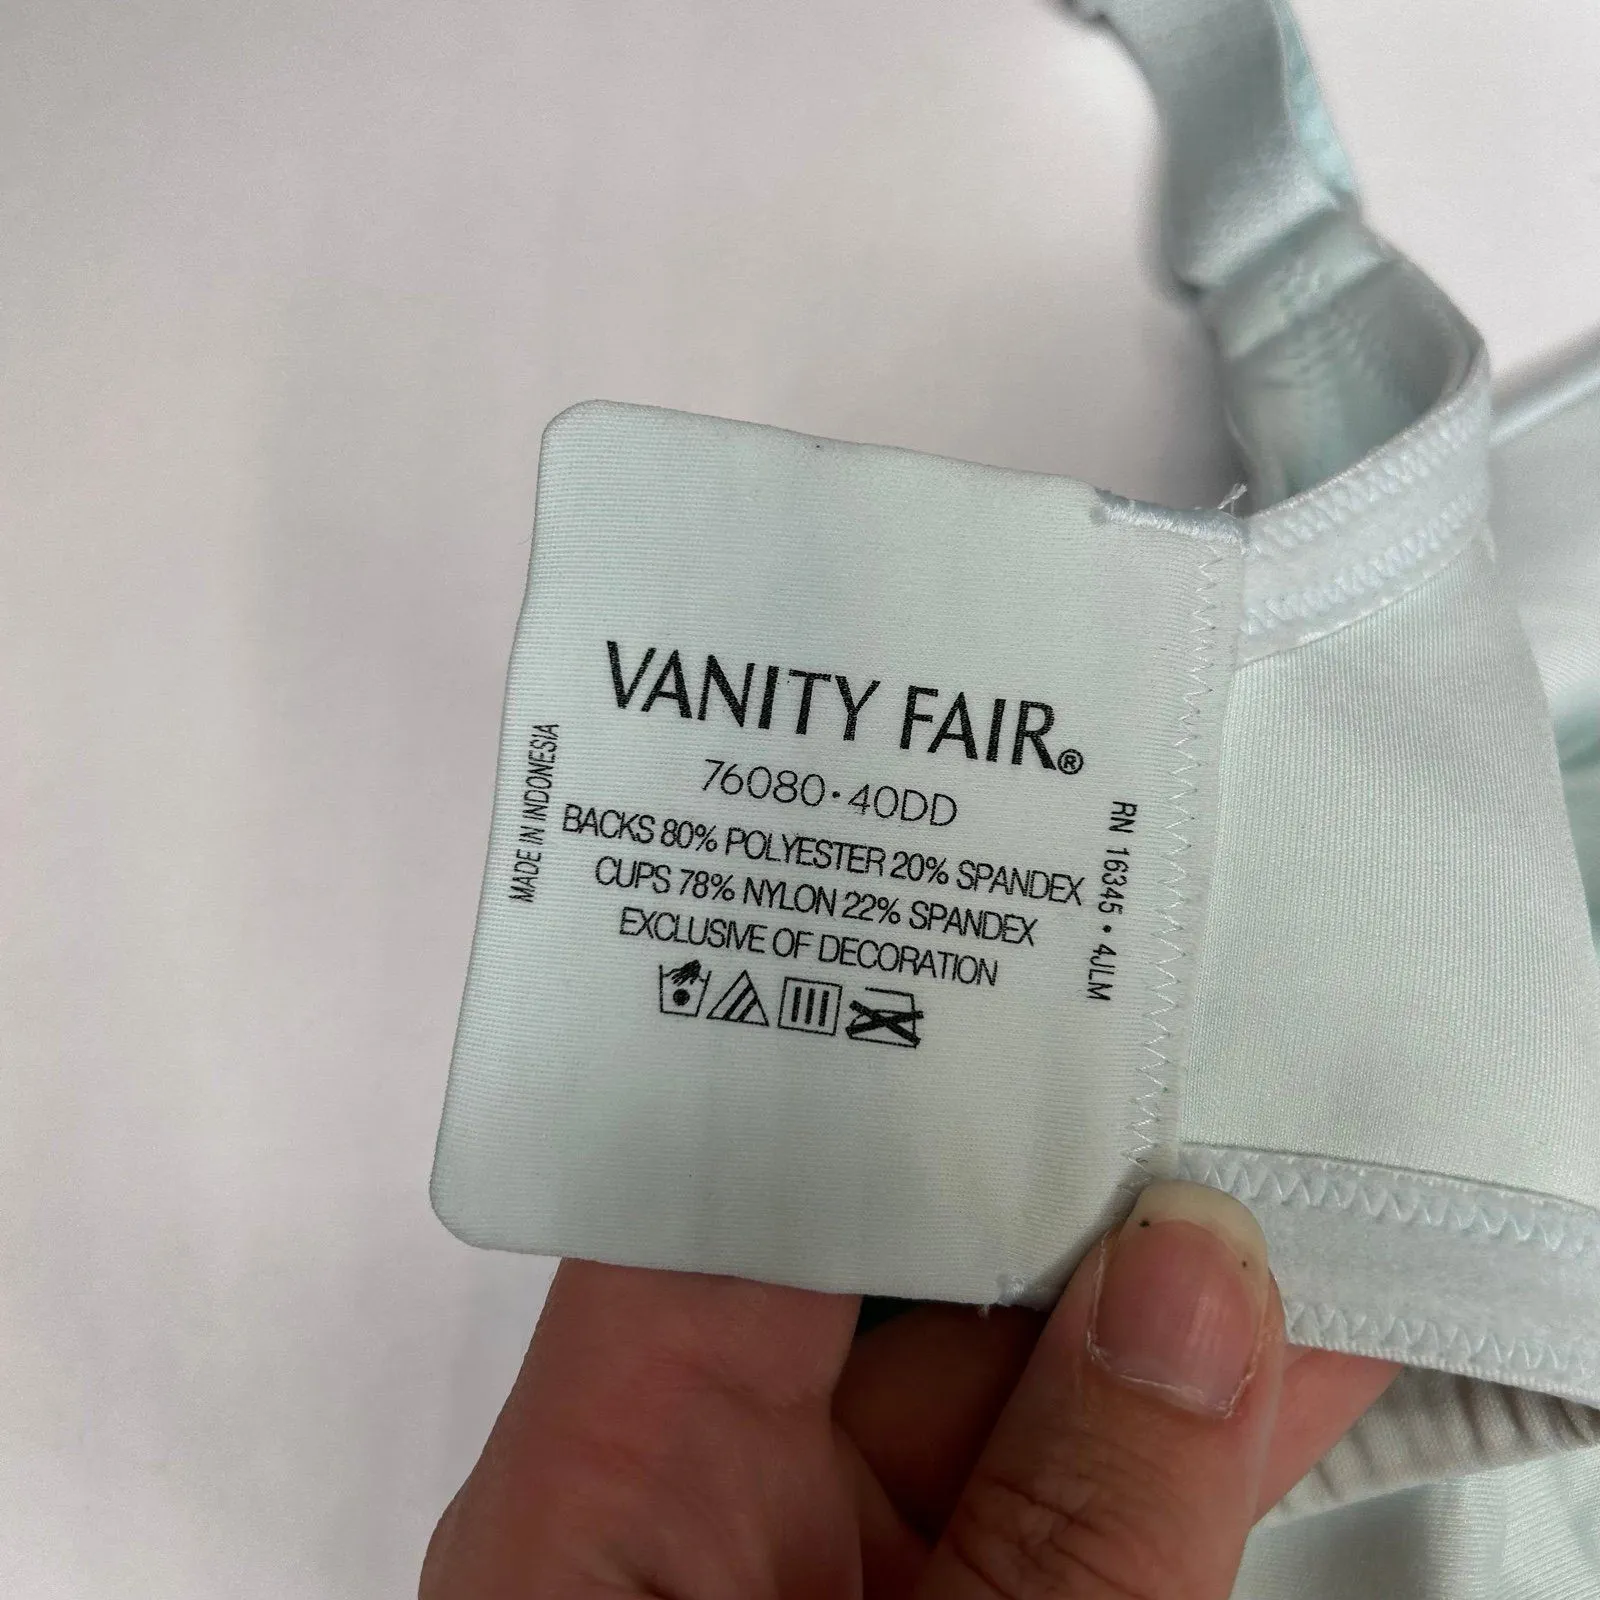 VANITY FAIR®
76080•40DD
BACKS 80% POLYESTER 20% SPANDEX
CUPS 78% NYLON 22% SPANDEX
EXCLUSIVE OF DECORATION
MADE IN INDONESIA
RN 16345 • 4JLM